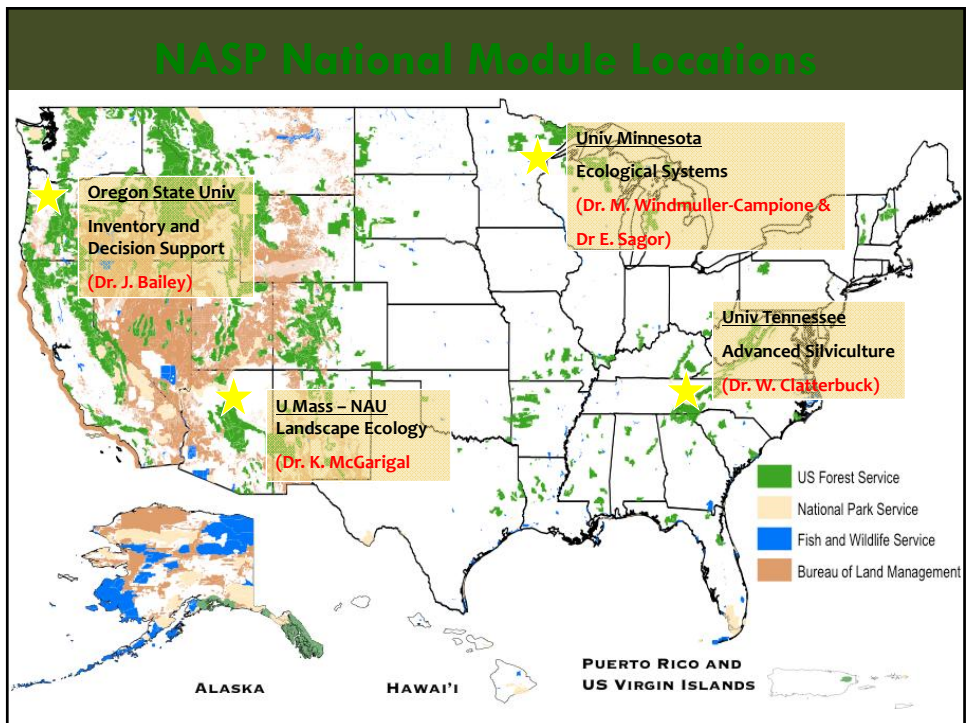 NASP National Module Locations
Univ Minnesota
Ecological Systems
(Dr. M. Windmuller-Campione &
Dr E. Sagor)
Oregon State Univ
Inventory and
Decision Support
(Dr. J. Bailey)
Univ Tennessee
Advanced Silviculture
(Dr. W. Clatterbuck)
U Mass – NAU
Landscape Ecology
(Dr. K. McGarigal
US Forest Service
National Park Service
Fish and Wildlife Service
Bureau of Land Management
ALASKA
HAWAI'I
PUERTO RICO AND
US VIRGIN ISLANDS